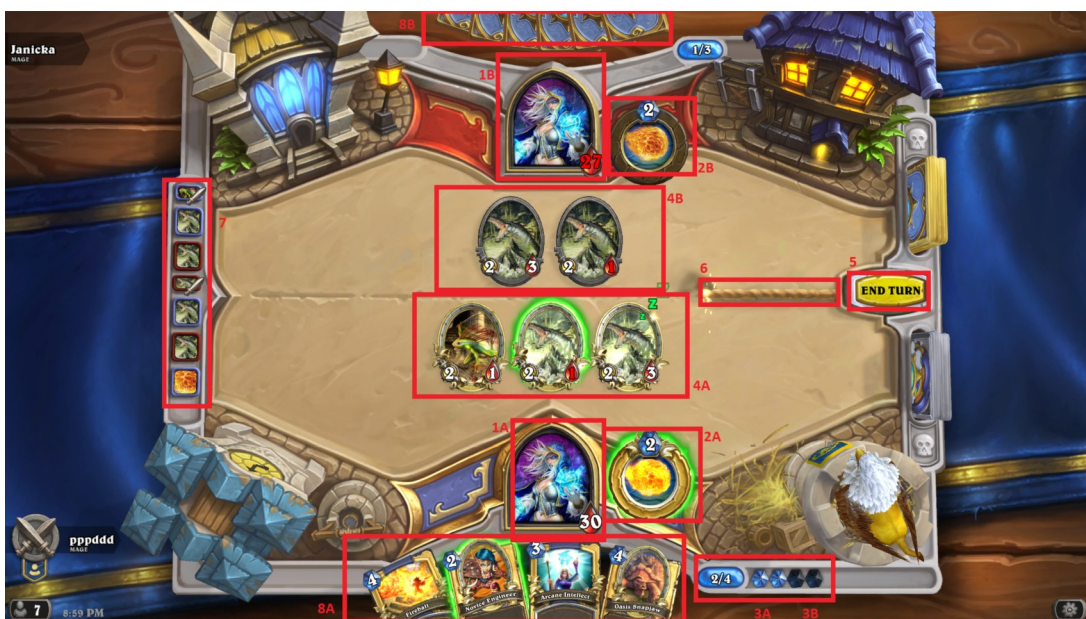 8B
Janicka
MAGE
1/3
1B
2
27
2B
7
4B
2 3 2 1
6
5
END TURN
Z
z
2 1 2 1 2 3
4A
1A
2
2A
30
pppddd
MAGE
4 2 3 4
Fireball Novice Engineer Arcane Intellect Oasis Snapjaw
8A
2/4
3A 3B
7 8:59 PM